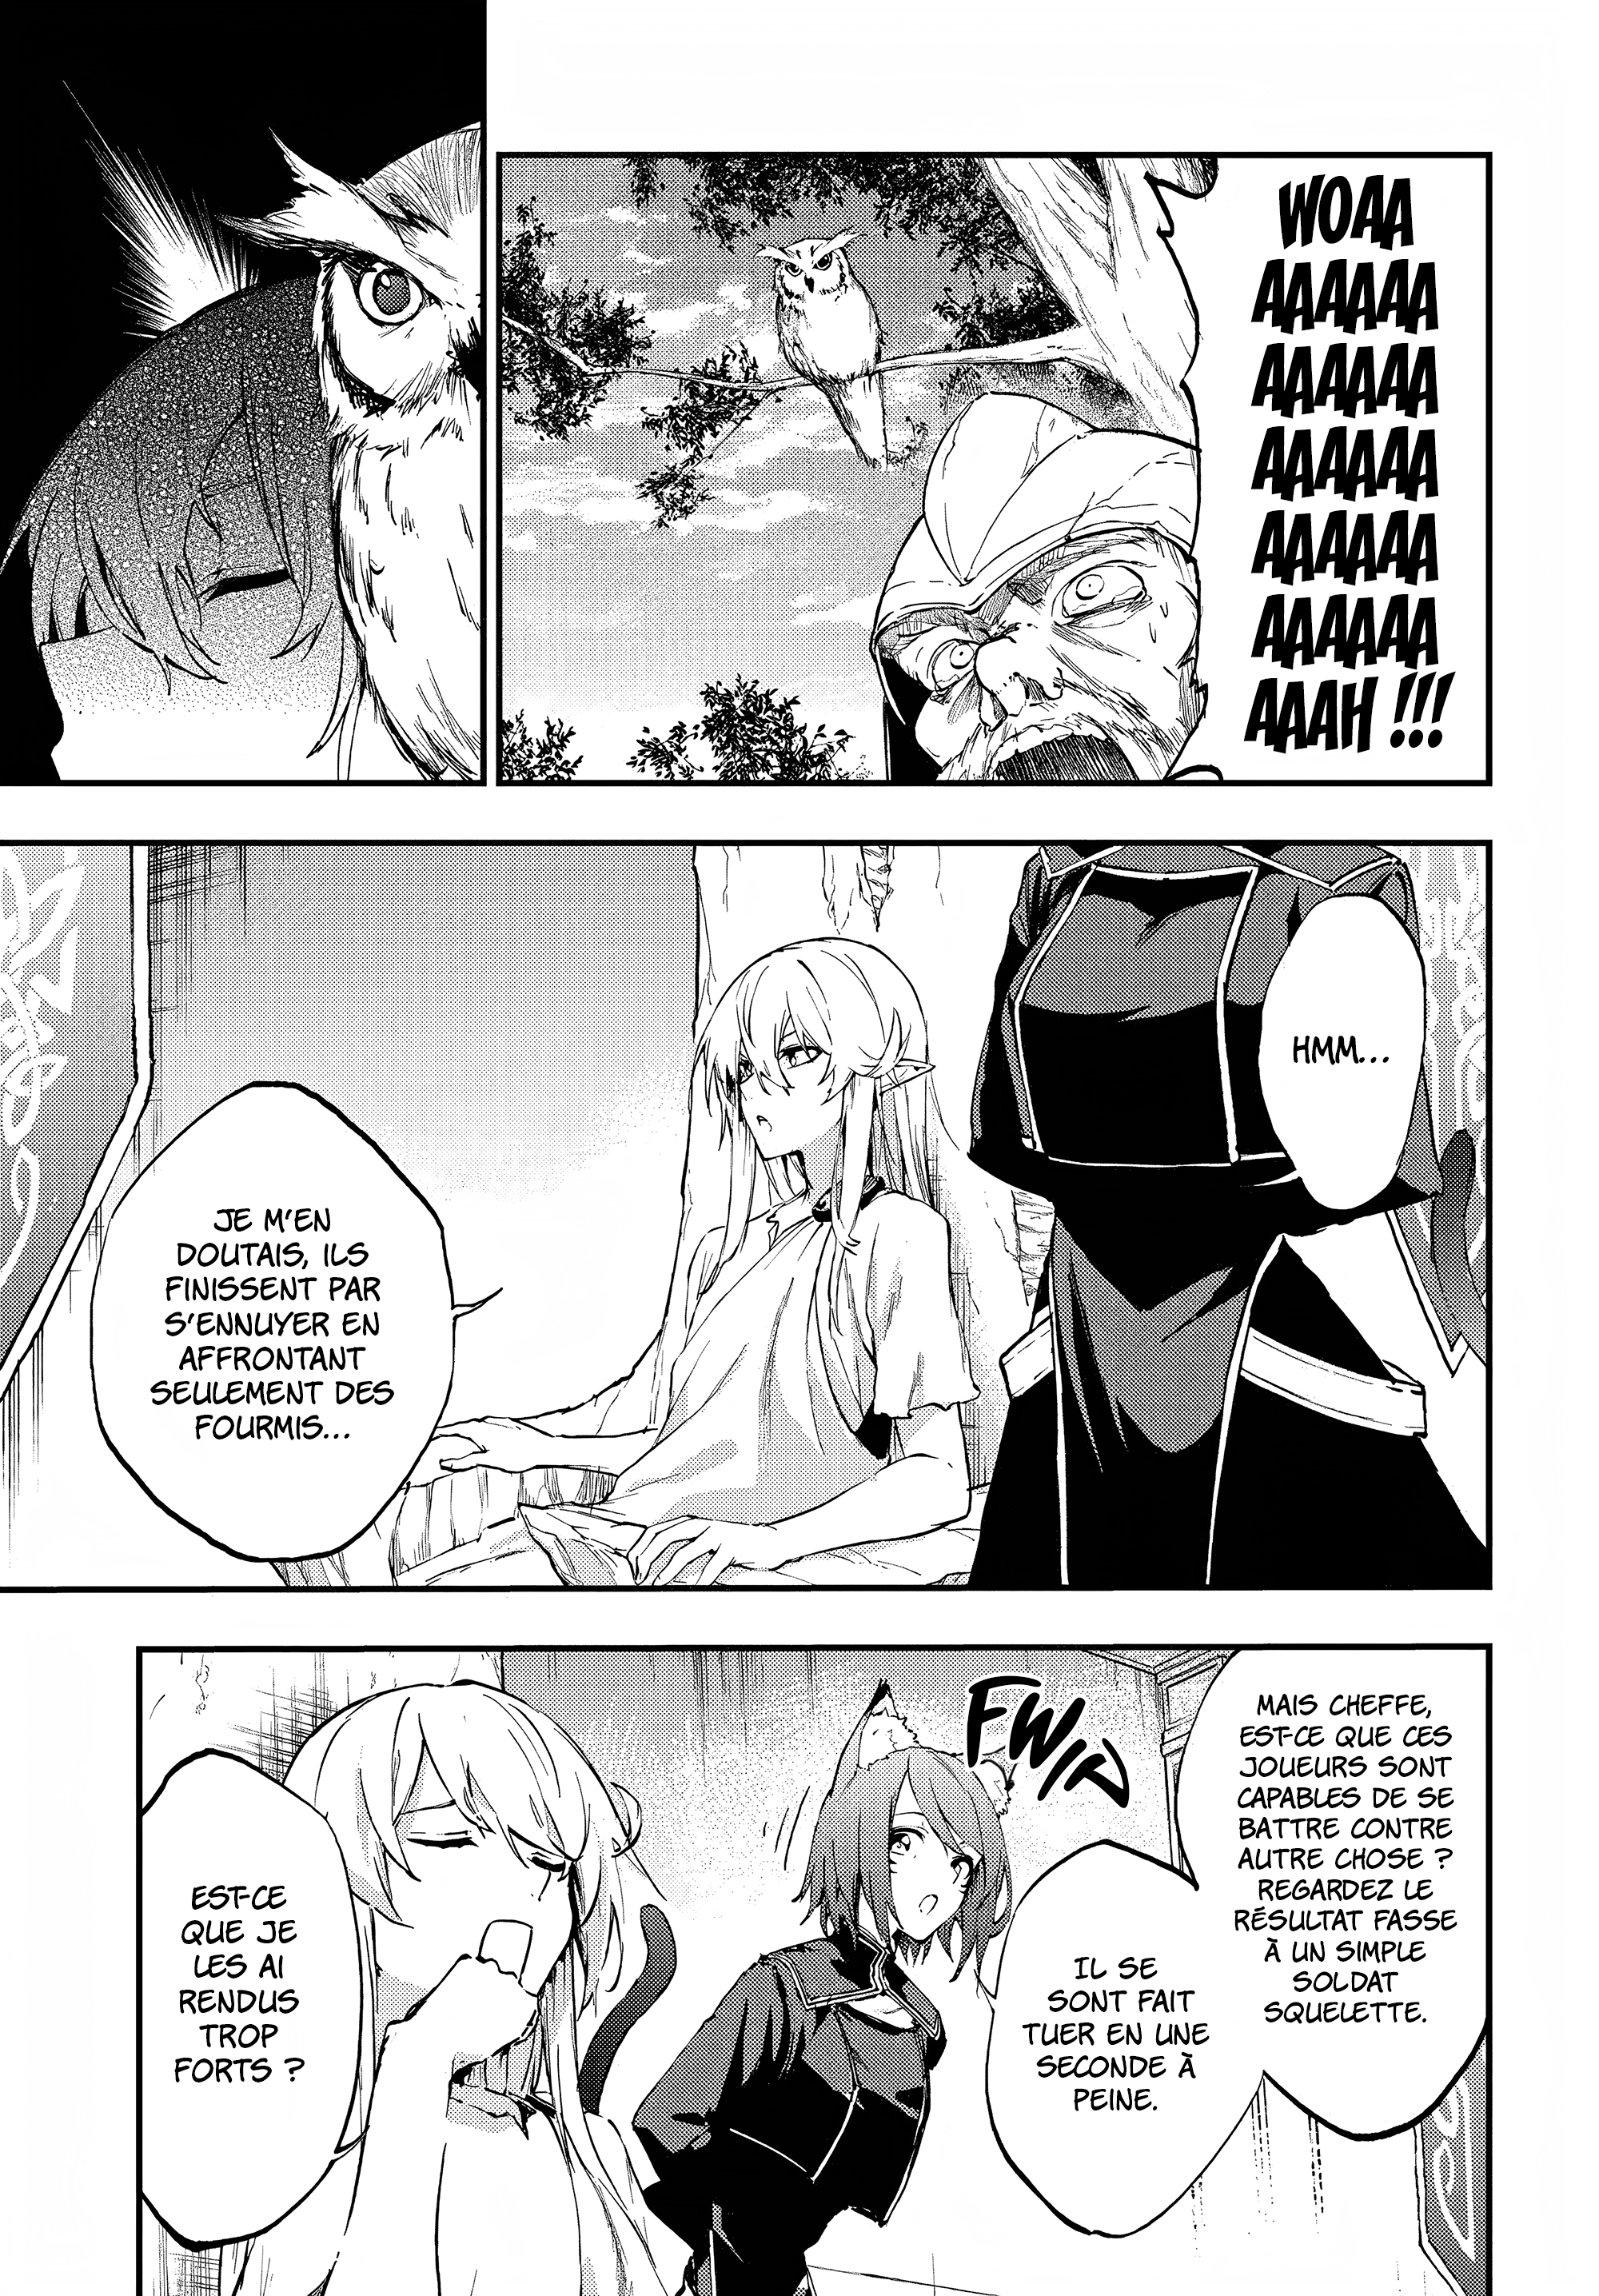 WOAA
AAAAAA
AAAAAA
AAAAAA
AAAAAA
AAAAAA
AAAH !!!
HMM...
JE M'EN
DOUTAIS, ILS
FINISSENT PAR
S'ENNUYER EN
AFFRONTANT
SEULEMENT DES
FOURMIS...
MAIS CHEFFE,
EST-CE QUE CES
JOUEURS SONT
CAPABLES DE SE
BATTRE CONTRE
AUTRE CHOSE ?
REGARDEZ LE
RÉSULTAT FASSE
À UN SIMPLE
SOLDAT
SQUELETTE.
IL SE
SONT FAIT
TUER EN UNE
SECONDE À
PEINE.
FWIT
EST-CE
QUE JE
LES AI
RENDUS
TROP
FORTS ?